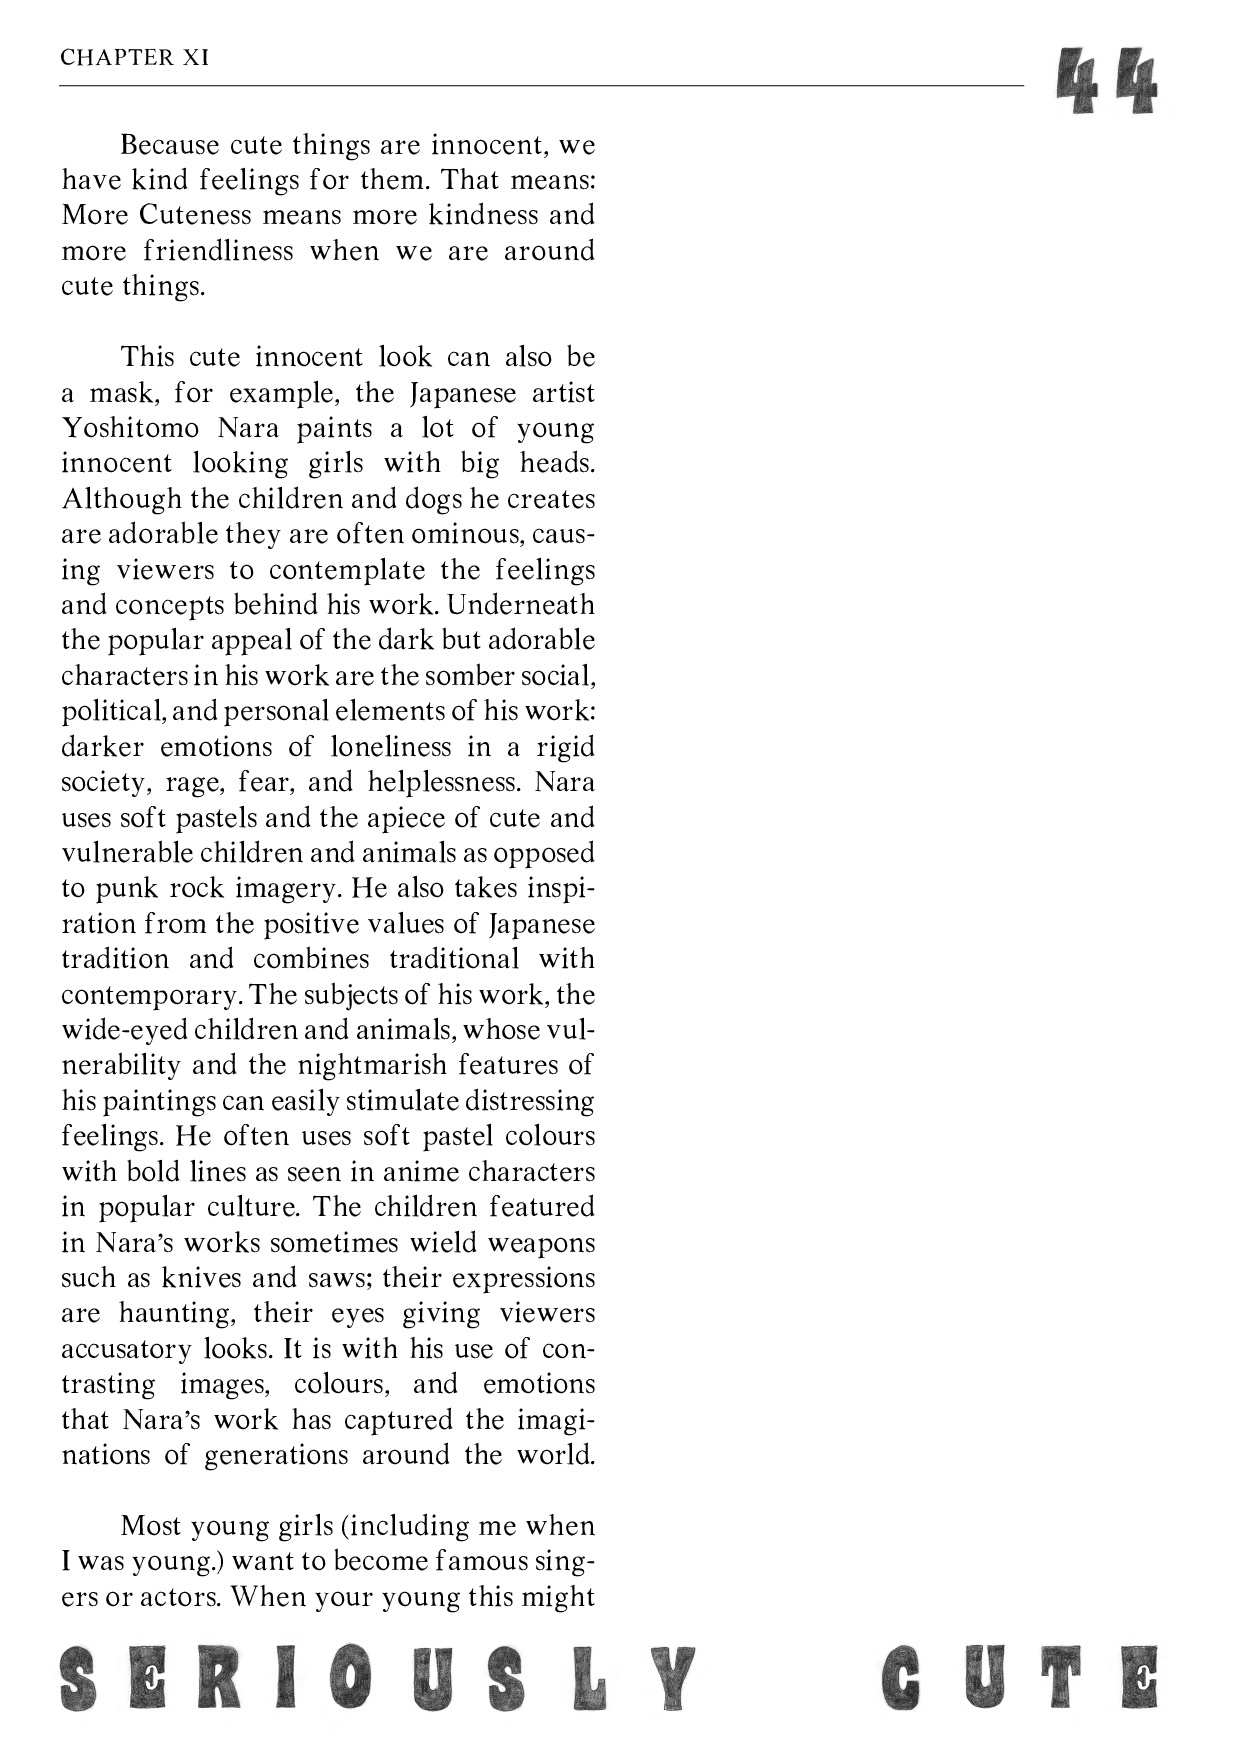 CHAPTER XI
44
Because cute things are innocent, we
have kind feelings for them. That means:
More Cuteness means more kindness and
more friendliness when we are around
cute things.
This cute innocent look can also be
a mask, for example, the Japanese artist
Yoshitomo Nara paints a lot of young
innocent looking girls with big heads.
Although the children and dogs he creates
are adorable they are often ominous, caus-
ing viewers to contemplate the feelings
and concepts behind his work. Underneath
the popular appeal of the dark but adorable
characters in his work are the somber social,
political, and personal elements of his work:
darker emotions of loneliness in a rigid
society, rage, fear, and helplessness. Nara
uses soft pastels and the apiece of cute and
vulnerable children and animals as opposed
to punk rock imagery. He also takes inspi-
ration from the positive values of Japanese
tradition and combines traditional with
contemporary. The subjects of his work, the
wide-eyed children and animals, whose vul-
nerability and the nightmarish features of
his paintings can easily stimulate distressing
feelings. He often uses soft pastel colours
with bold lines as seen in anime characters
in popular culture. The children featured
in Nara’s works sometimes wield weapons
such as knives and saws; their expressions
are haunting, their eyes giving viewers
accusatory looks. It is with his use of con-
trasting images, colours, and emotions
that Nara’s work has captured the imagi-
nations of generations around the world.
Most young girls (including me when
I was young.) want to become famous sing-
ers or actors. When your young this might
SERIOUSLY CUTE